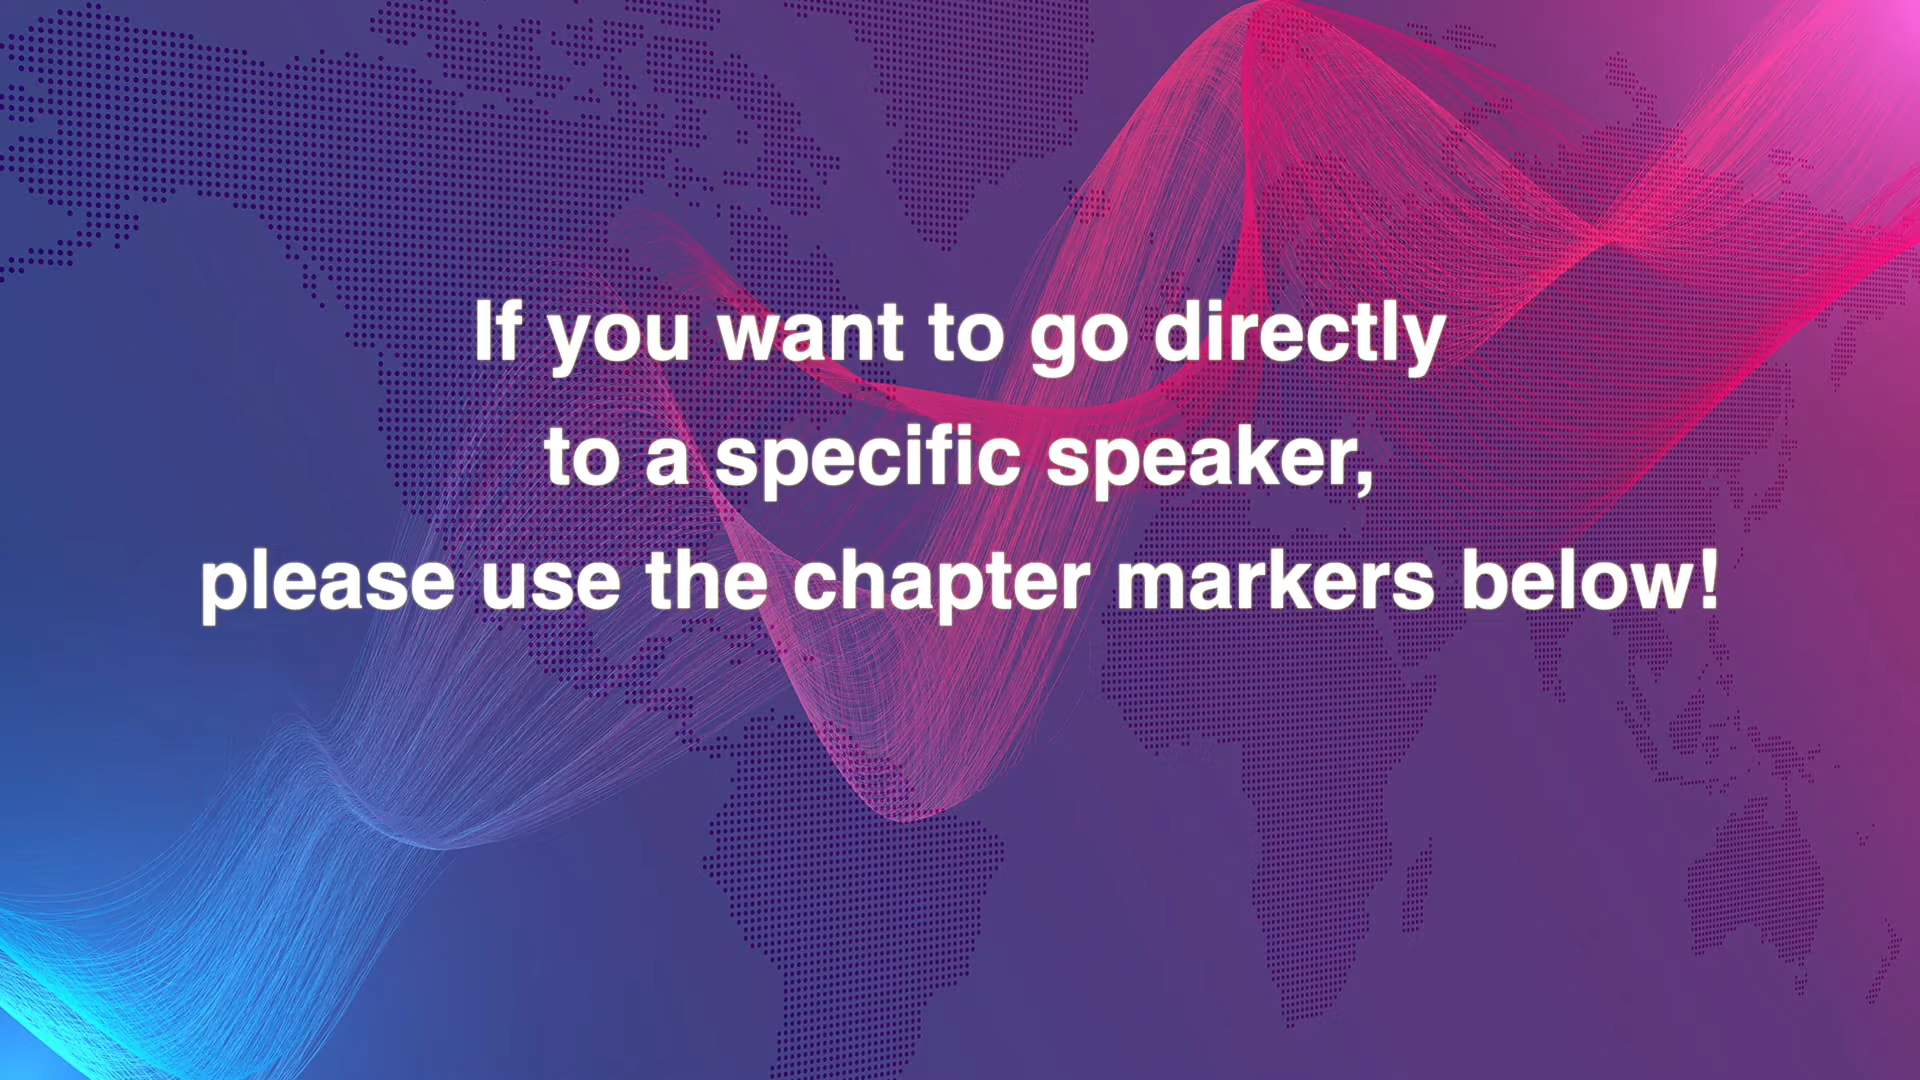 If you want to go directly
to a specific speaker,
please use the chapter markers below!